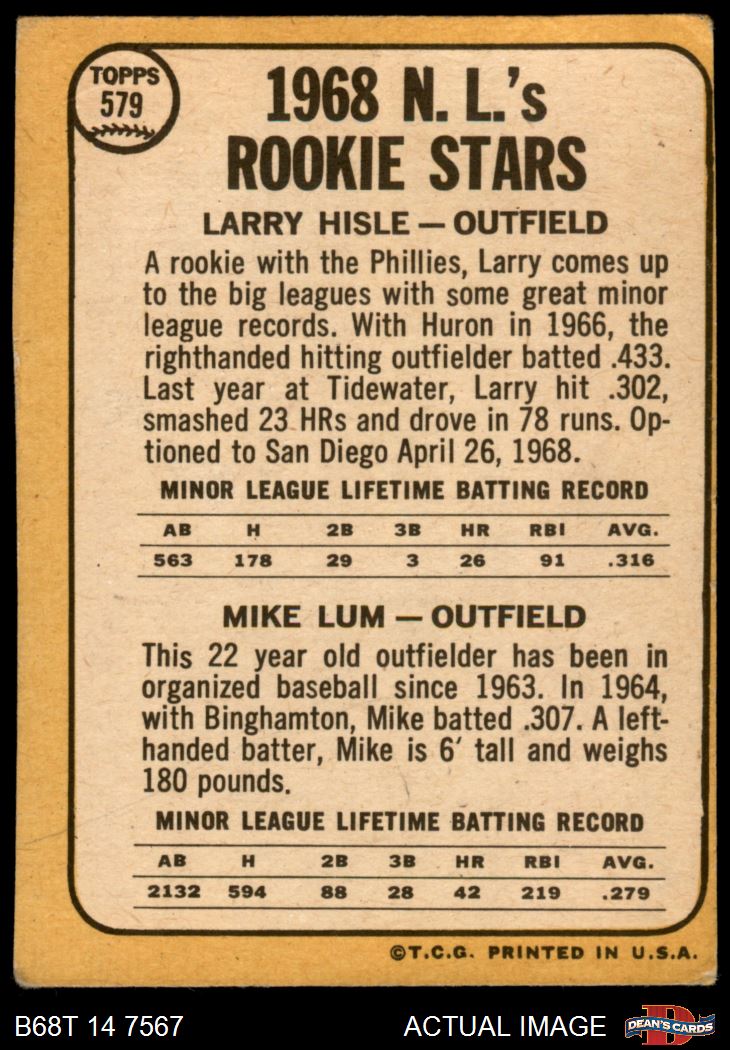 TOPPS
579
1968 N. L.'s
ROOKIE STARS
LARRY HISLE — OUTFIELD
A rookie with the Phillies, Larry comes up
to the big leagues with some great minor
league records. With Huron in 1966, the
righthanded hitting outfielder batted .433.
Last year at Tidewater, Larry hit .302,
smashed 23 HRs and drove in 78 runs. Op-
tioned to San Diego April 26, 1968.
MINOR LEAGUE LIFETIME BATTING RECORD
AB H 2B 3B HR RBI AVG.
563 178 29 3 26 91 .316
MIKE LUM — OUTFIELD
This 22 year old outfielder has been in
organized baseball since 1963. In 1964,
with Binghamton, Mike batted .307. A left-
handed batter, Mike is 6′ tall and weighs
180 pounds.
MINOR LEAGUE LIFETIME BATTING RECORD
AB H 2B 3B HR RBI AVG.
2132 594 88 28 42 219 .279
©T.C.G. PRINTED IN U.S.A.
B68T 14 7567 ACTUAL IMAGE
D
DEAN'S CARDS